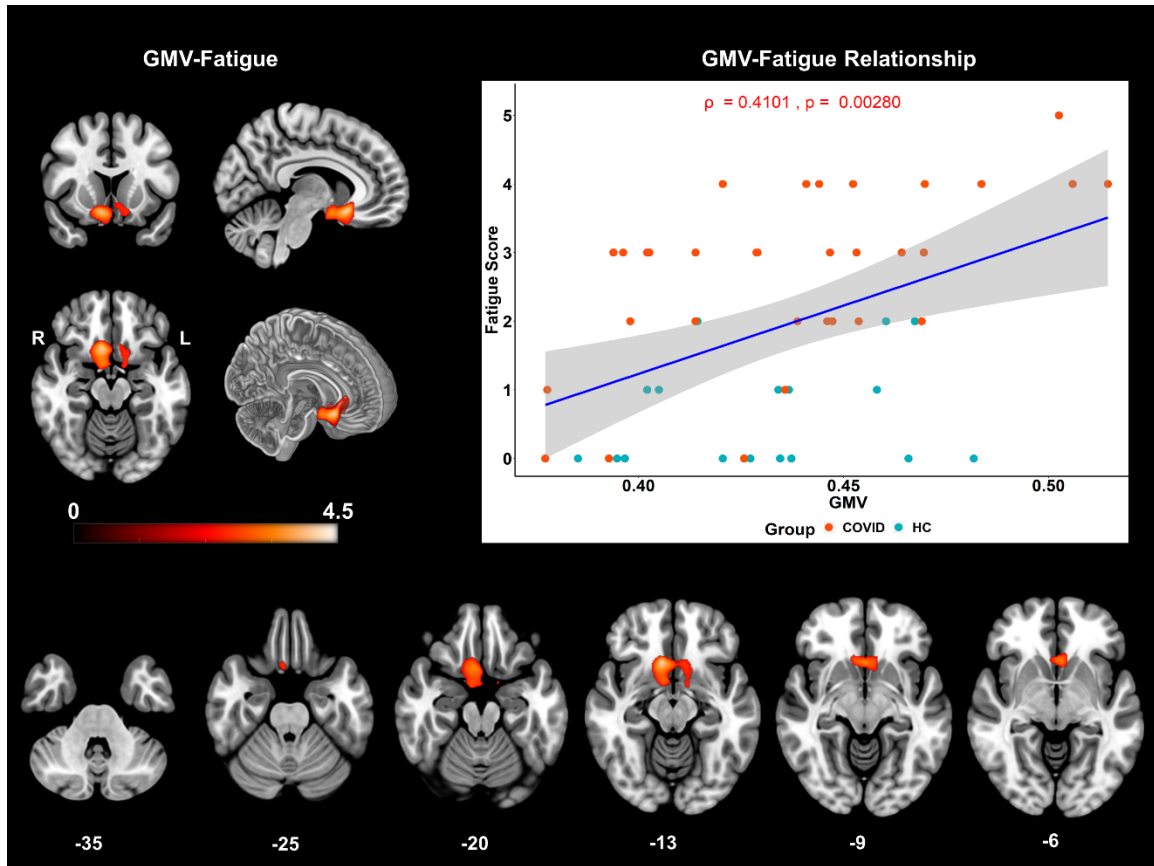 GMV-Fatigue
R L
0 4.5
GMV-Fatigue Relationship
ρ = 0.4101 , p = 0.00280
Fatigue Score
5
4
3
2
1
0
0.40 0.45 0.50
GMV
Group COVID HC
-35 -25 -20 -13 -9 -6